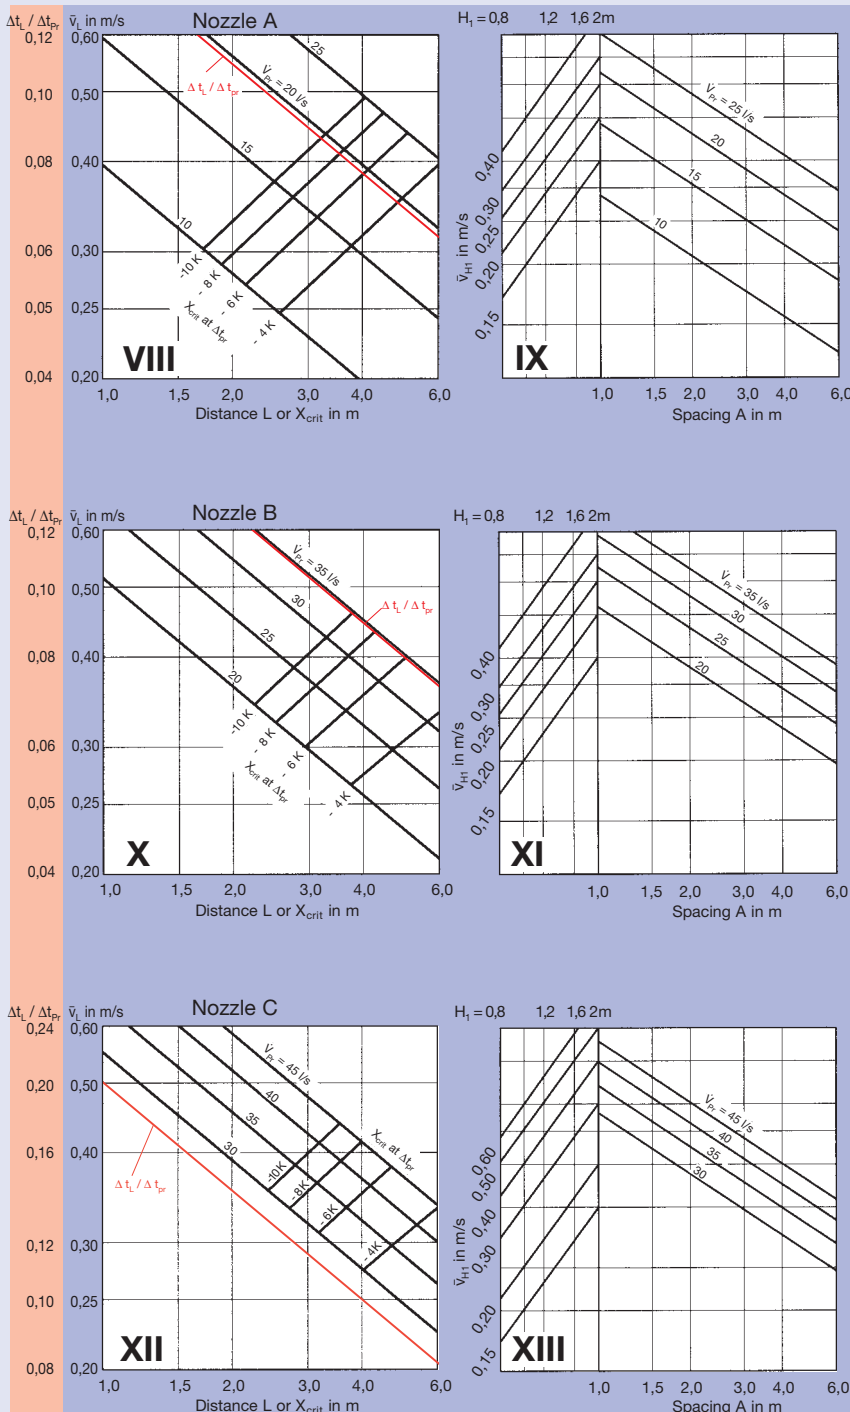 Δt_L / Δt_Pr v̄_L in m/s Nozzle A
0,12 0,60
0,10 0,50
0,08 0,40
0,06 0,30
0,05 0,25
0,04 0,20
25
V̇_Pr = 20 l/s
Δ t_L / Δ t_pr
15
10
-10 K
- 8 K
- 6 K
- 4 K
X_crit at Δt_pr
VIII
1,0 1,5 2,0 3,0 4,0 6,0
Distance L or X_crit in m
H_1 = 0,8 1,2 1,6 2m
V̇_Pr = 25 l/s
20
15
10
0,40
0,30
0,25
0,20
0,15
v̄_H1 in m/s
IX
1,0 1,5 2,0 3,0 4,0 6,0
Spacing A in m
Δt_L / Δt_Pr v̄_L in m/s Nozzle B
0,12 0,60
0,10 0,50
0,08 0,40
0,06 0,30
0,05 0,25
0,04 0,20
V̇_Pr = 35 l/s
30
Δ t_L / Δ t_pr
25
20
-10 K
- 8 K
- 6 K
- 4 K
X_crit at Δt_pr
X
1,0 1,5 2,0 3,0 4,0 6,0
Distance L or X_crit in m
H_1 = 0,8 1,2 1,6 2m
V̇_Pr = 35 l/s
30
25
20
0,40
0,30
0,25
0,20
0,15
v̄_H1 in m/s
XI
1,0 1,5 2,0 3,0 4,0 6,0
Spacing A in m
Δt_L / Δt_Pr v̄_L in m/s Nozzle C
0,24 0,60
0,20 0,50
0,16 0,40
0,12 0,30
0,10 0,25
0,08 0,20
V̇_Pr = 45 l/s
40
35
30
X_crit at Δt_pr
-10K
- 8K
- 6K
- 4K
Δ t_L / Δ t_pr
XII
1,0 1,5 2,0 3,0 4,0 6,0
Distance L or X_crit in m
H_1 = 0,8 1,2 1,6 2m
V̇_Pr = 45 l/s
40
35
30
0,60
0,50
0,40
0,30
0,20
0,15
v̄_H1 in m/s
XIII
1,0 1,5 2,0 3,0 4,0 6,0
Spacing A in m